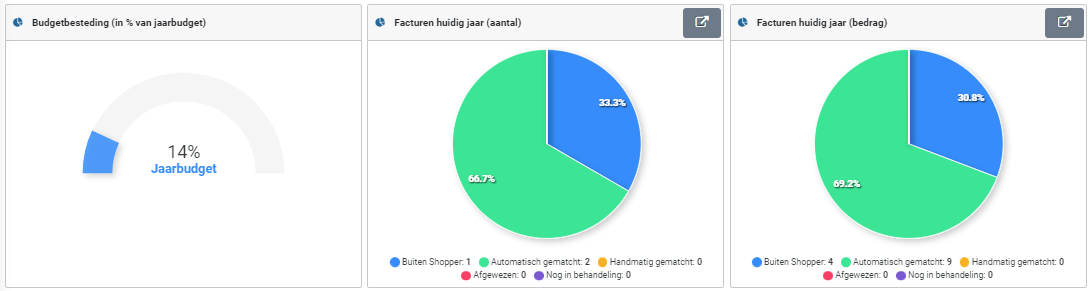 Budgetbesteding (in % van jaarbudget)
14%
Jaarbudget
Facturen huidig jaar (aantal)
33.3%
66.7%
Buiten Shopper: 1 Automatisch gematcht: 2 Handmatig gematcht: 0
Afgewezen: 0 Nog in behandeling: 0
Facturen huidig jaar (bedrag)
30.8%
69.2%
Buiten Shopper: 4 Automatisch gematcht: 9 Handmatig gematcht: 0
Afgewezen: 0 Nog in behandeling: 0